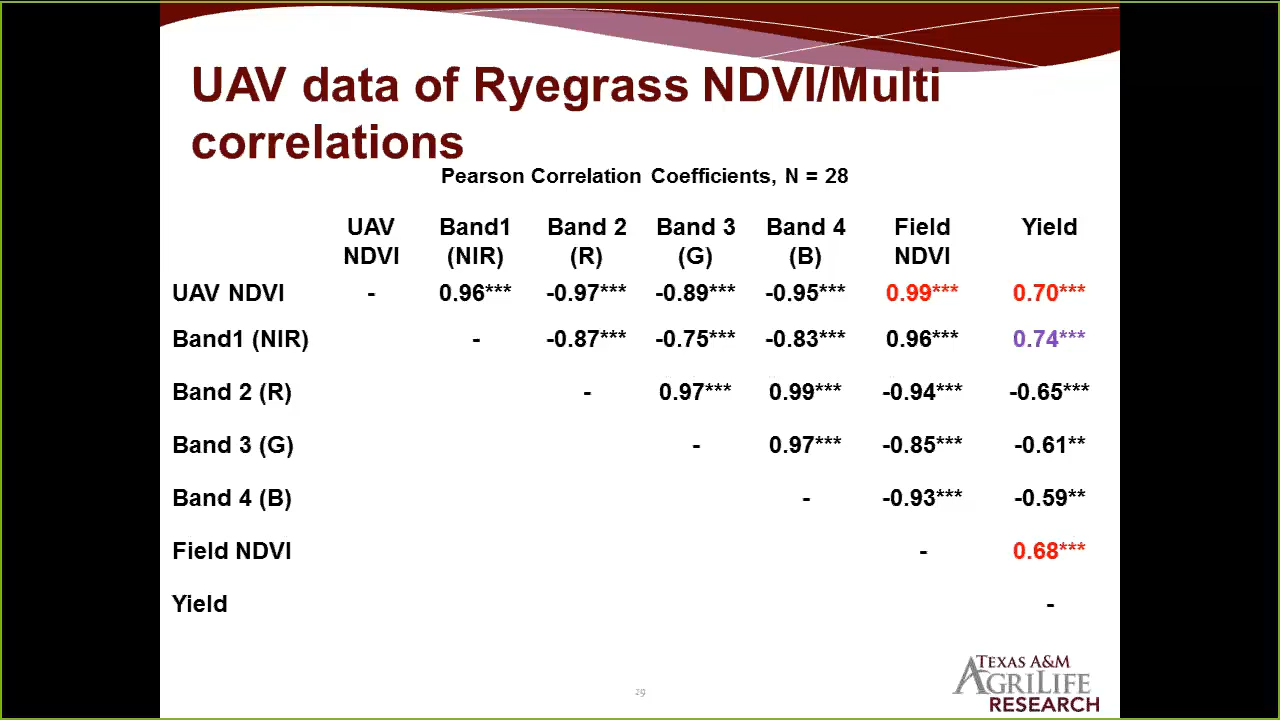 UAV data of Ryegrass NDVI/Multi
correlations
Pearson Correlation Coefficients, N = 28
UAV NDVI Band1 (NIR) Band 2 (R) Band 3 (G) Band 4 (B) Field NDVI Yield
UAV NDVI - 0.96*** -0.97*** -0.89*** -0.95*** 0.99*** 0.70***
Band1 (NIR) - -0.87*** -0.75*** -0.83*** 0.96*** 0.74***
Band 2 (R) - 0.97*** 0.99*** -0.94*** -0.65***
Band 3 (G) - 0.97*** -0.85*** -0.61**
Band 4 (B) - -0.93*** -0.59**
Field NDVI - 0.68***
Yield -
29
TEXAS A&M
AGRILIFE
RESEARCH